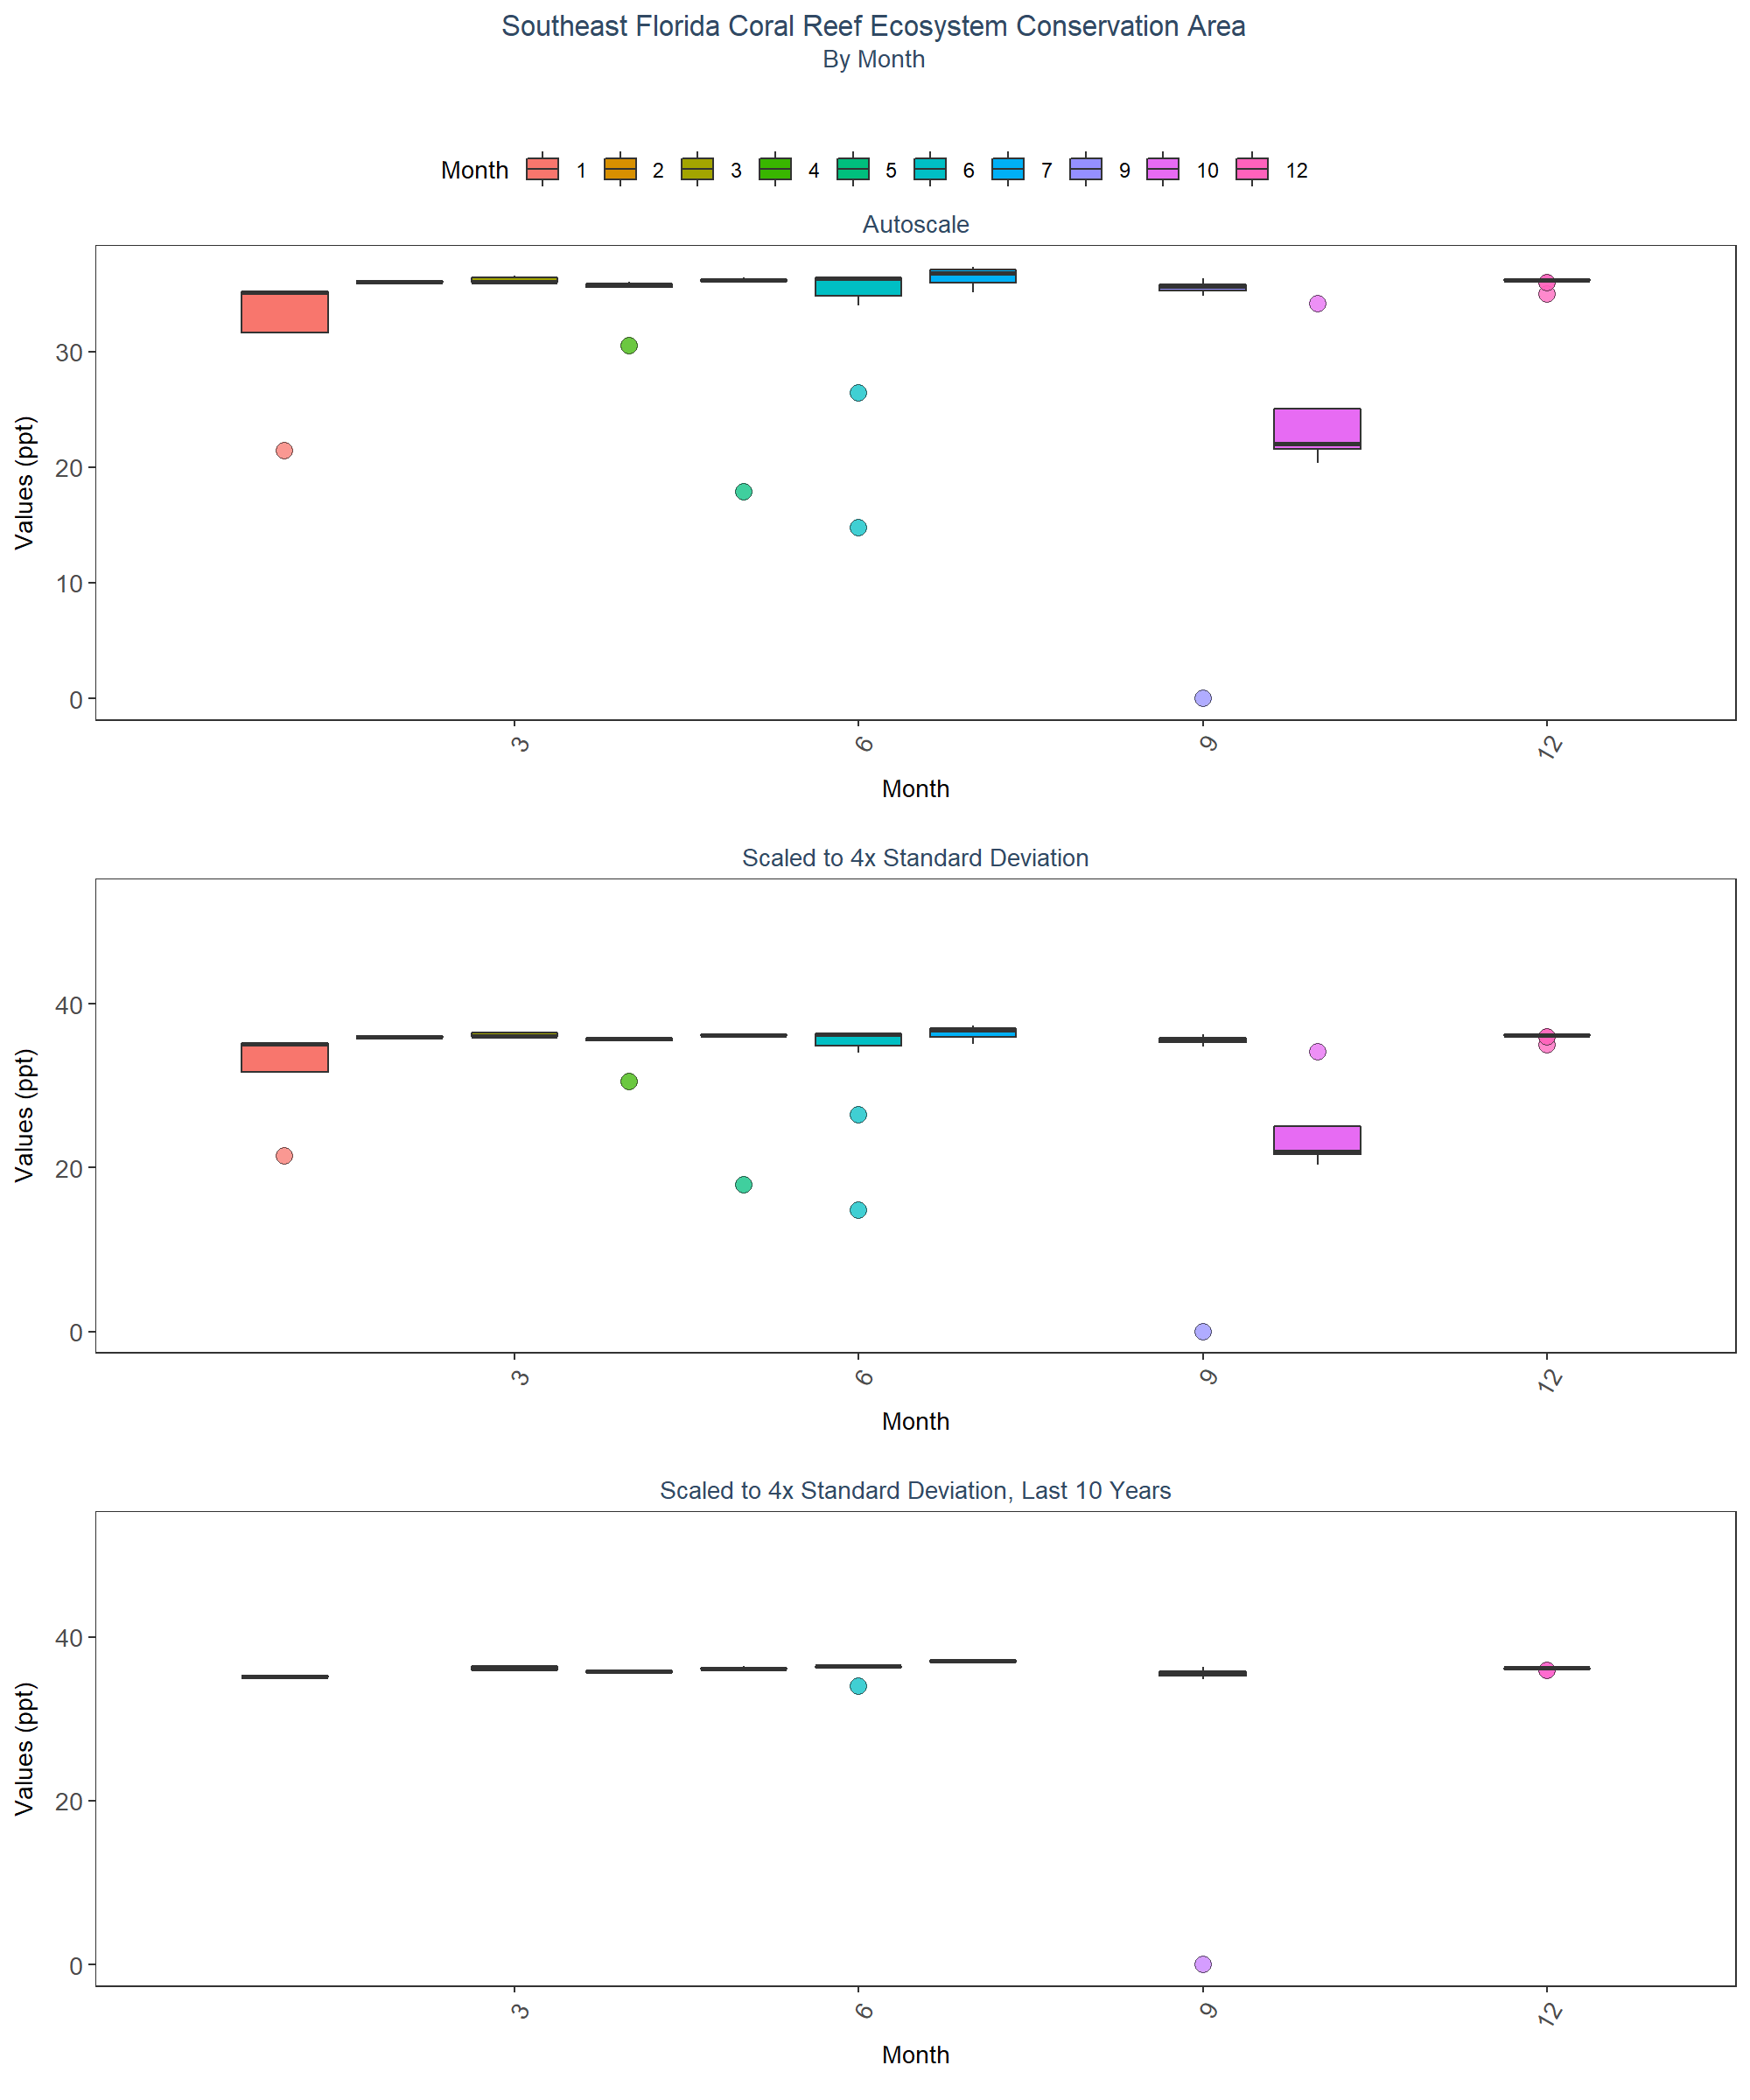 Southeast Florida Coral Reef Ecosystem Conservation Area
By Month
Month 1 2 3 4 5 6 7 9 10 12
Autoscale
Values (ppt)
30
20
10
0
3 6 9 12
Month
Scaled to 4x Standard Deviation
Values (ppt)
40
20
0
3 6 9 12
Month
Scaled to 4x Standard Deviation, Last 10 Years
Values (ppt)
40
20
0
3 6 9 12
Month